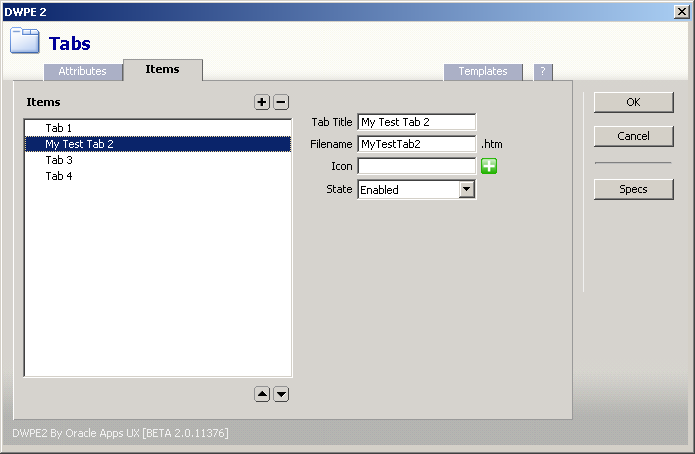 DWPE 2
Tabs
Attributes Items Templates ?
Items
Tab 1
My Test Tab 2
Tab 3
Tab 4
Tab Title My Test Tab 2
Filename MyTestTab2 .htm
Icon
State Enabled
OK
Cancel
Specs
DWPE2 By Oracle Apps UX [BETA 2.0.11376]